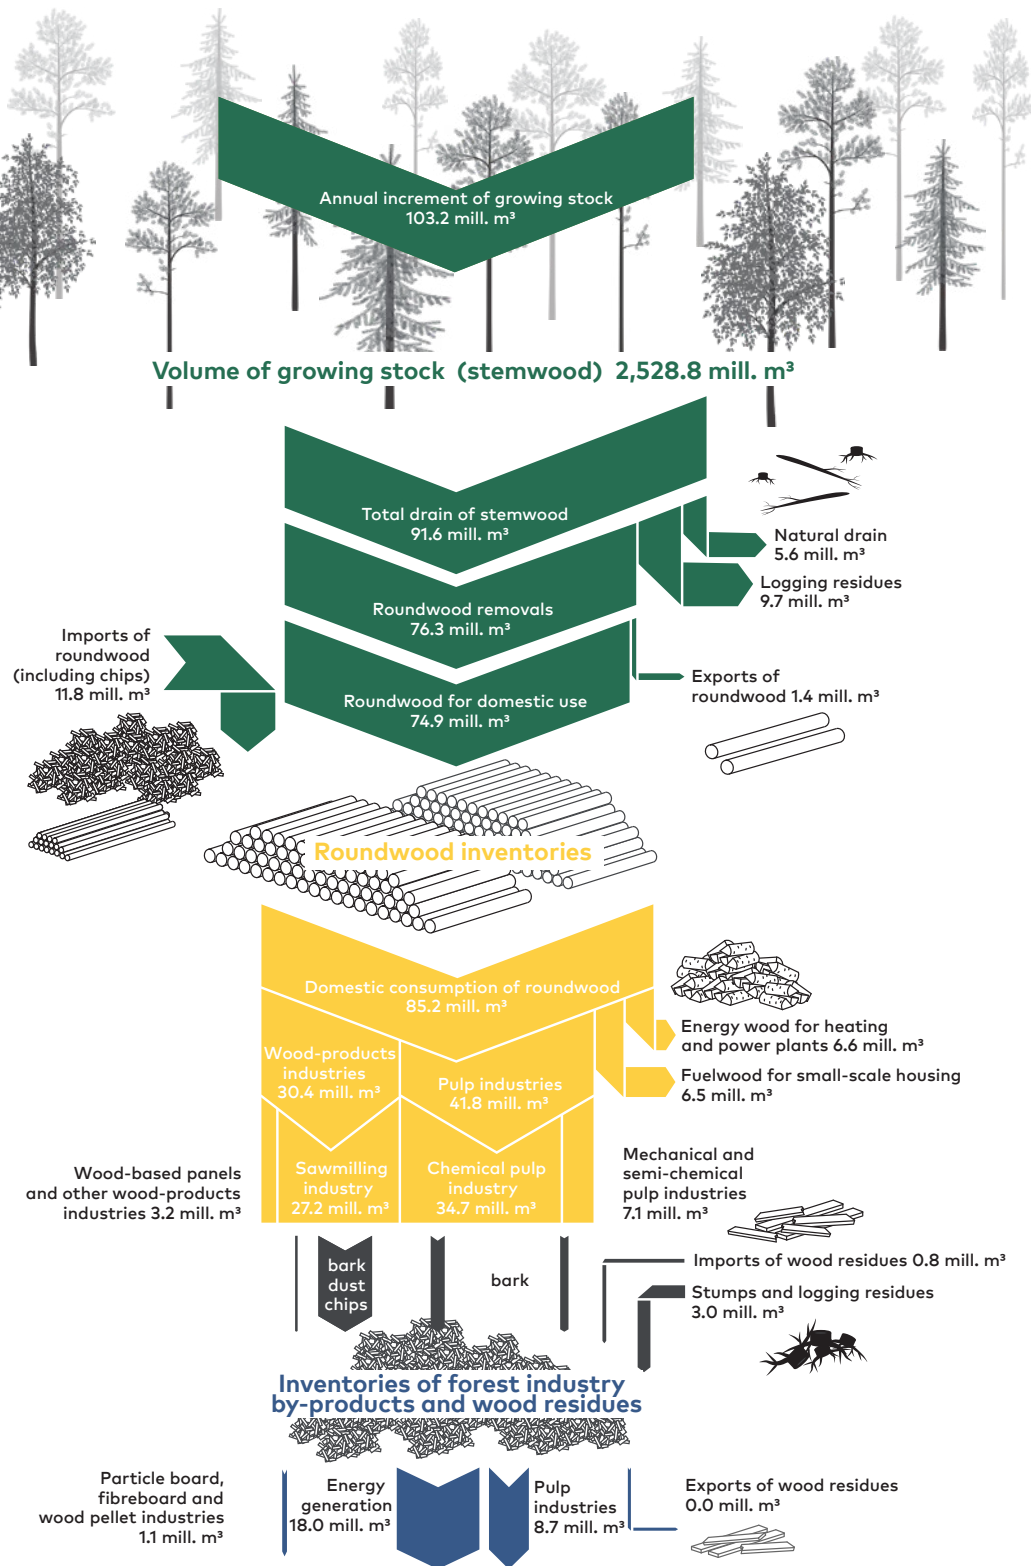 Annual increment of growing stock
103.2 mill. m³
Volume of growing stock (stemwood) 2,528.8 mill. m³
Total drain of stemwood
91.6 mill. m³
Natural drain
5.6 mill. m³
Logging residues
9.7 mill. m³
Roundwood removals
76.3 mill. m³
Imports of
roundwood
(including chips)
11.8 mill. m³
Exports of
roundwood 1.4 mill. m³
Roundwood for domestic use
74.9 mill. m³
Roundwood inventories
Domestic consumption of roundwood
85.2 mill. m³
Energy wood for heating
and power plants 6.6 mill. m³
Fuelwood for small-scale housing
6.5 mill. m³
Wood-products
industries
30.4 mill. m³
Pulp industries
41.8 mill. m³
Wood-based panels
and other wood-products
industries 3.2 mill. m³
Sawmilling
industry
27.2 mill. m³
Chemical pulp
industry
34.7 mill. m³
Mechanical and
semi-chemical
pulp industries
7.1 mill. m³
bark
dust
chips
bark
Imports of wood residues 0.8 mill. m³
Stumps and logging residues
3.0 mill. m³
Inventories of forest industry
by-products and wood residues
Particle board,
fibreboard and
wood pellet industries
1.1 mill. m³
Energy
generation
18.0 mill. m³
Pulp
industries
8.7 mill. m³
Exports of wood residues
0.0 mill. m³